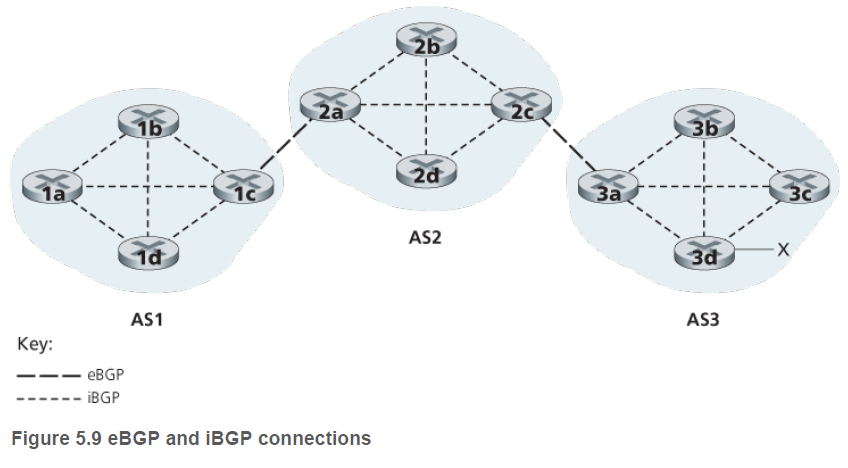 2b
2a
2c
2d
AS2
1b
1a
1c
1d
AS1
3b
3a
3c
3d
X
AS3
Key:
eBGP
iBGP
Figure 5.9 eBGP and iBGP connections